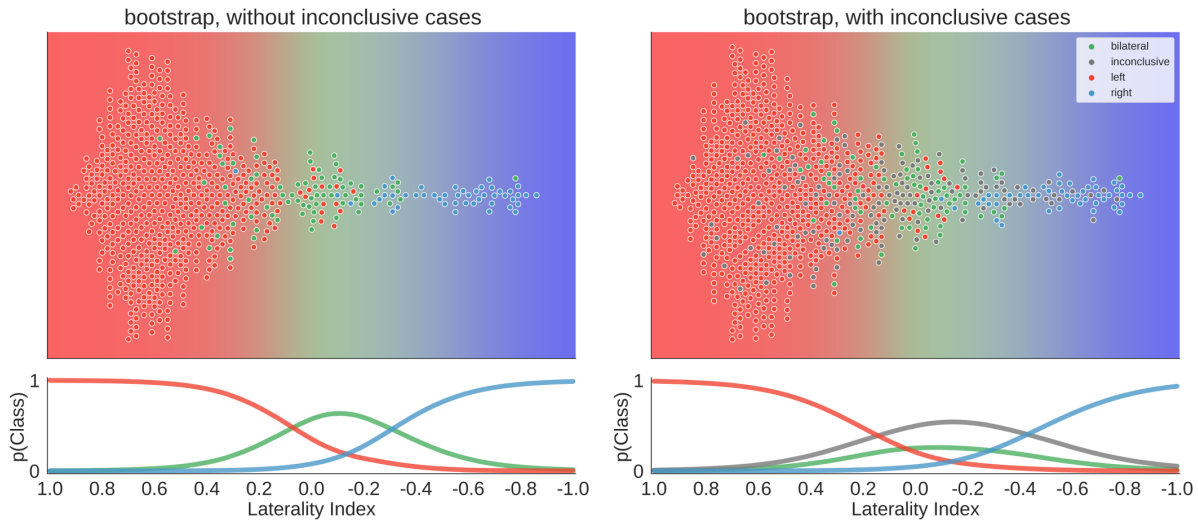 bootstrap, without inconclusive cases
bootstrap, with inconclusive cases
bilateral
inconclusive
left
right
1
p(Class)
0
1.0 0.8 0.6 0.4 0.2 0.0 -0.2 -0.4 -0.6 -0.8 -1.0
Laterality Index
1
p(Class)
0
1.0 0.8 0.6 0.4 0.2 0.0 -0.2 -0.4 -0.6 -0.8 -1.0
Laterality Index